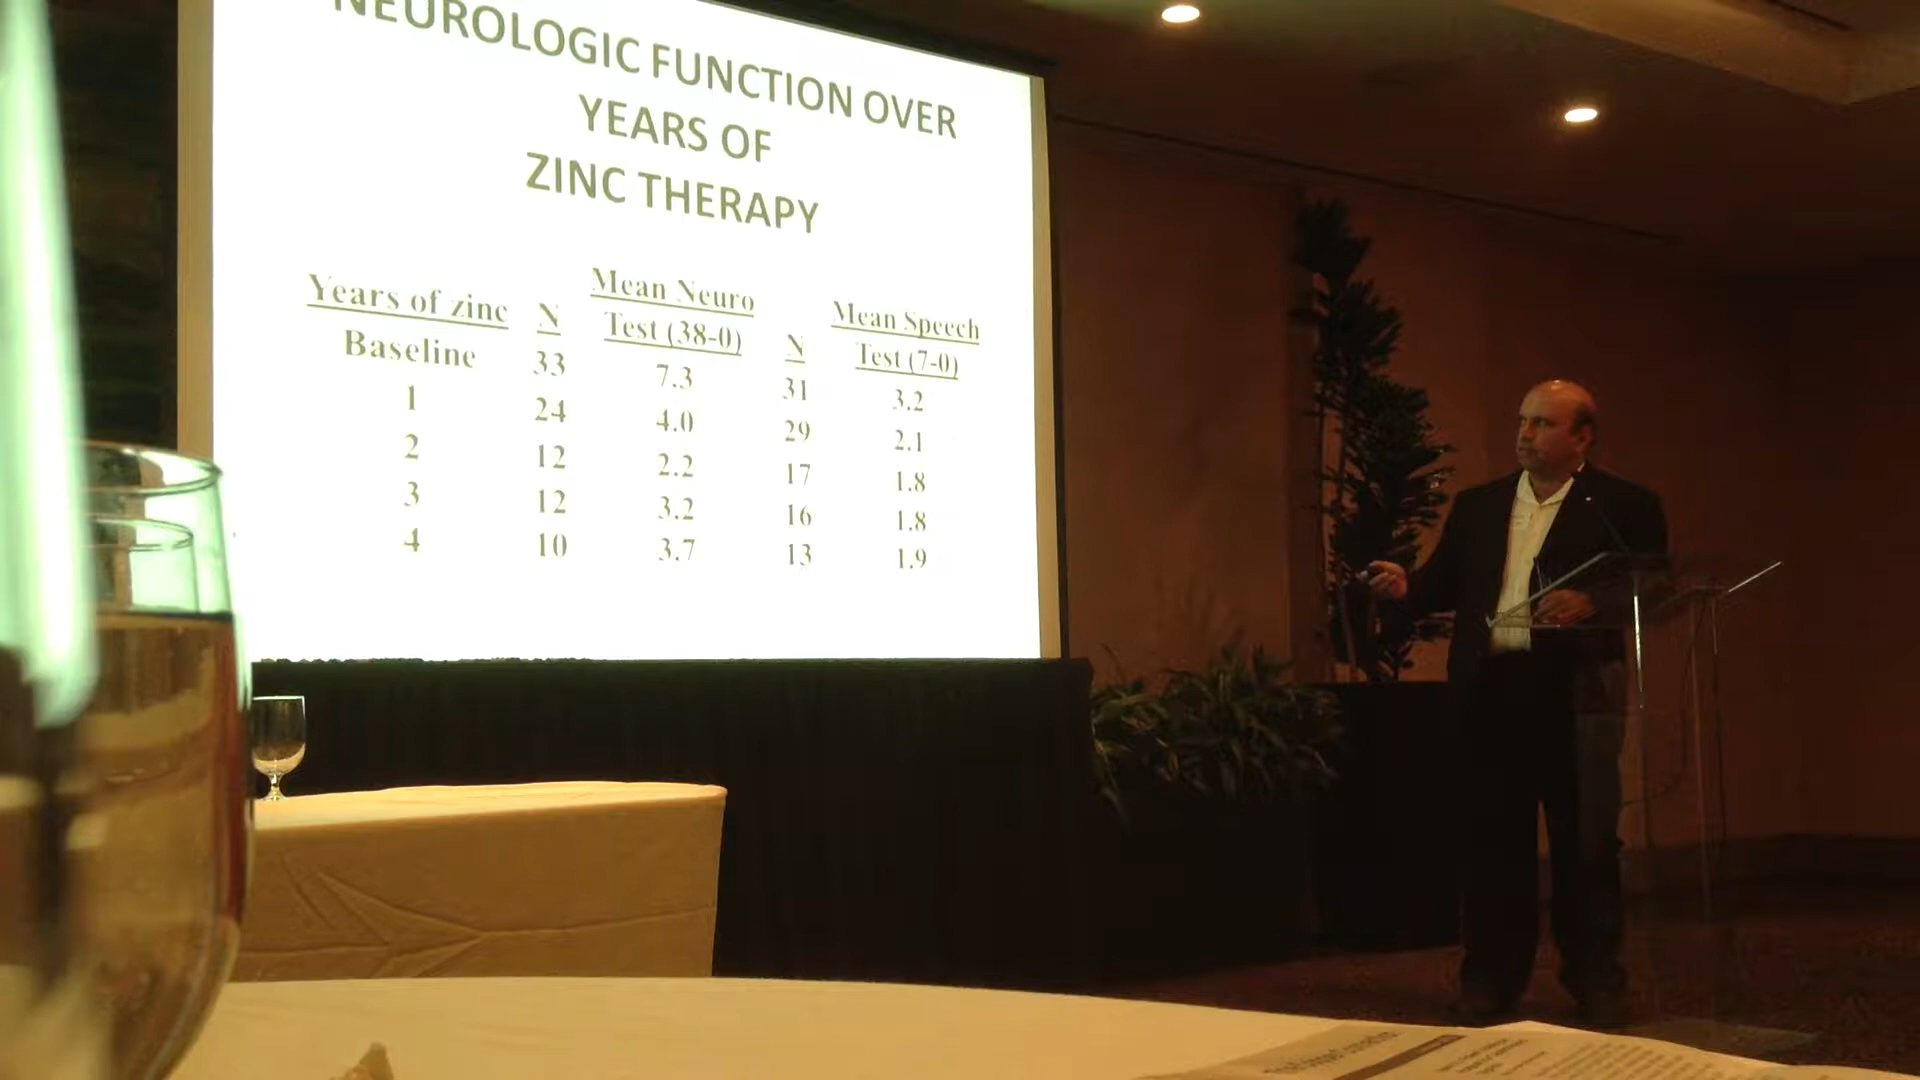 NEUROLOGIC FUNCTION OVER
YEARS OF
ZINC THERAPY
Years of zinc N Mean Neuro Test (38-0) N Mean Speech Test (7-0)
Baseline 33 7.3 31 3.2
1 24 4.0 29 2.1
2 12 2.2 17 1.8
3 12 3.2 16 1.8
4 10 3.7 13 1.9